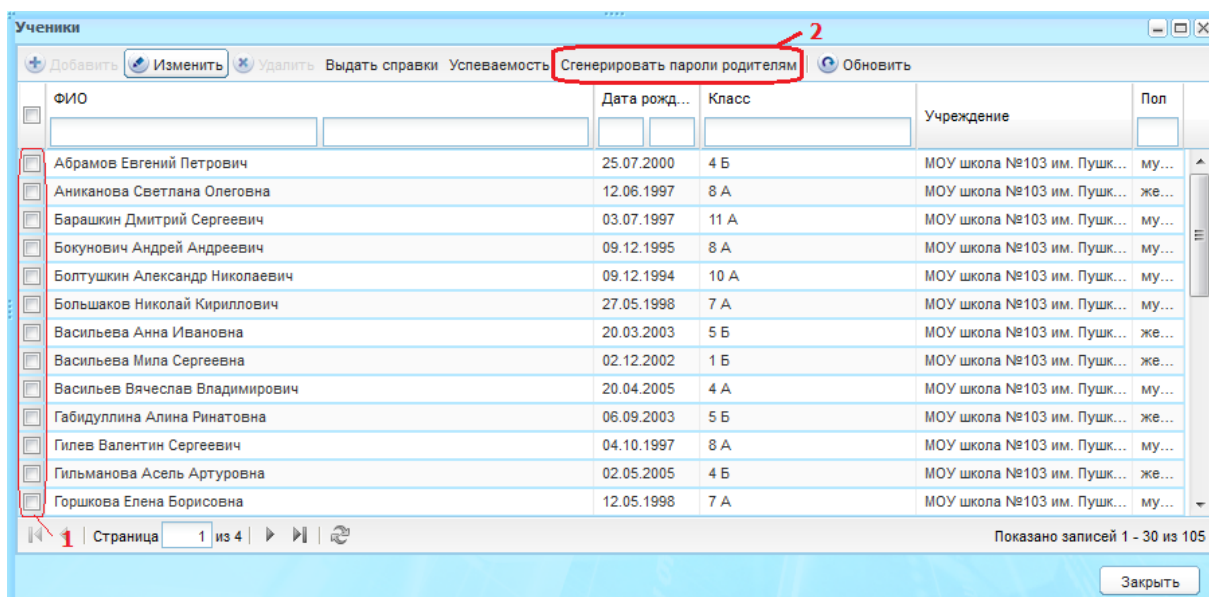 Ученики
2
Добавить Изменить Удалить Выдать справки Успеваемость Сгенерировать пароли родителям Обновить
ФИО Дата рожд... Класс Учреждение Пол
Абрамов Евгений Петрович 25.07.2000 4 Б МОУ школа №103 им. Пушк... му...
Аниканова Светлана Олеговна 12.06.1997 8 А МОУ школа №103 им. Пушк... же...
Барашкин Дмитрий Сергеевич 03.07.1997 11 А МОУ школа №103 им. Пушк... му...
Бокунович Андрей Андреевич 09.12.1995 8 А МОУ школа №103 им. Пушк... му...
Болтушкин Александр Николаевич 09.12.1994 10 А МОУ школа №103 им. Пушк... му...
Большаков Николай Кириллович 27.05.1998 7 А МОУ школа №103 им. Пушк... му...
Васильева Анна Ивановна 20.03.2003 5 Б МОУ школа №103 им. Пушк... же...
Васильева Мила Сергеевна 02.12.2002 1 Б МОУ школа №103 им. Пушк... же...
Васильев Вячеслав Владимирович 20.04.2005 4 А МОУ школа №103 им. Пушк... му...
Габидуллина Алина Ринатовна 06.09.2003 5 Б МОУ школа №103 им. Пушк... же...
Гилев Валентин Сергеевич 04.10.1997 8 А МОУ школа №103 им. Пушк... му...
Гильманова Асель Артуровна 02.05.2005 4 Б МОУ школа №103 им. Пушк... же...
Горшкова Елена Борисовна 12.05.1998 7 А МОУ школа №103 им. Пушк... му...
1 Страница 1 из 4 Показано записей 1 - 30 из 105
Закрыть